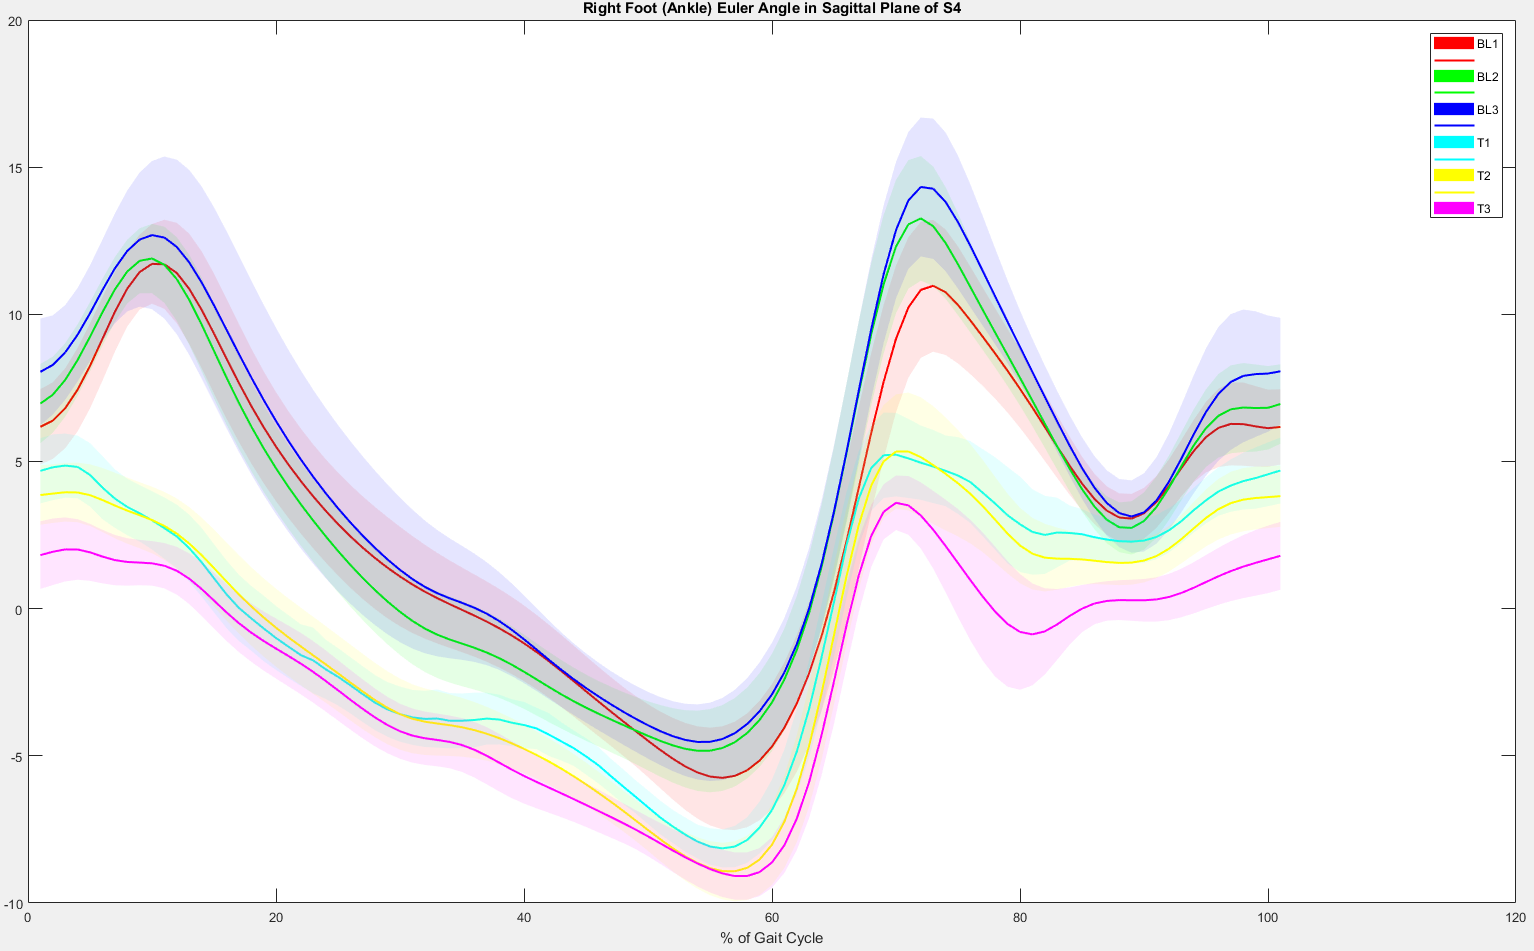 Right Foot (Ankle) Euler Angle in Sagittal Plane of S4
20
15
10
5
0
-5
-10
0 20 40 60 80 100 120
% of Gait Cycle
BL1
BL2
BL3
T1
T2
T3